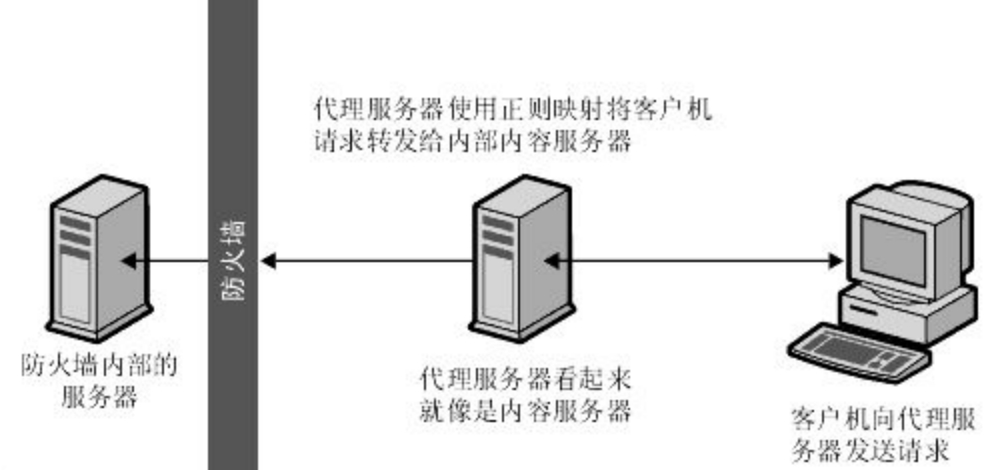 代理服务器使用正则映射将客户机
请求转发给内部内容服务器
防火墙
防火墙内部的
服务器
代理服务器看起来
就像是内容服务器
客户机向代理服
务器发送请求